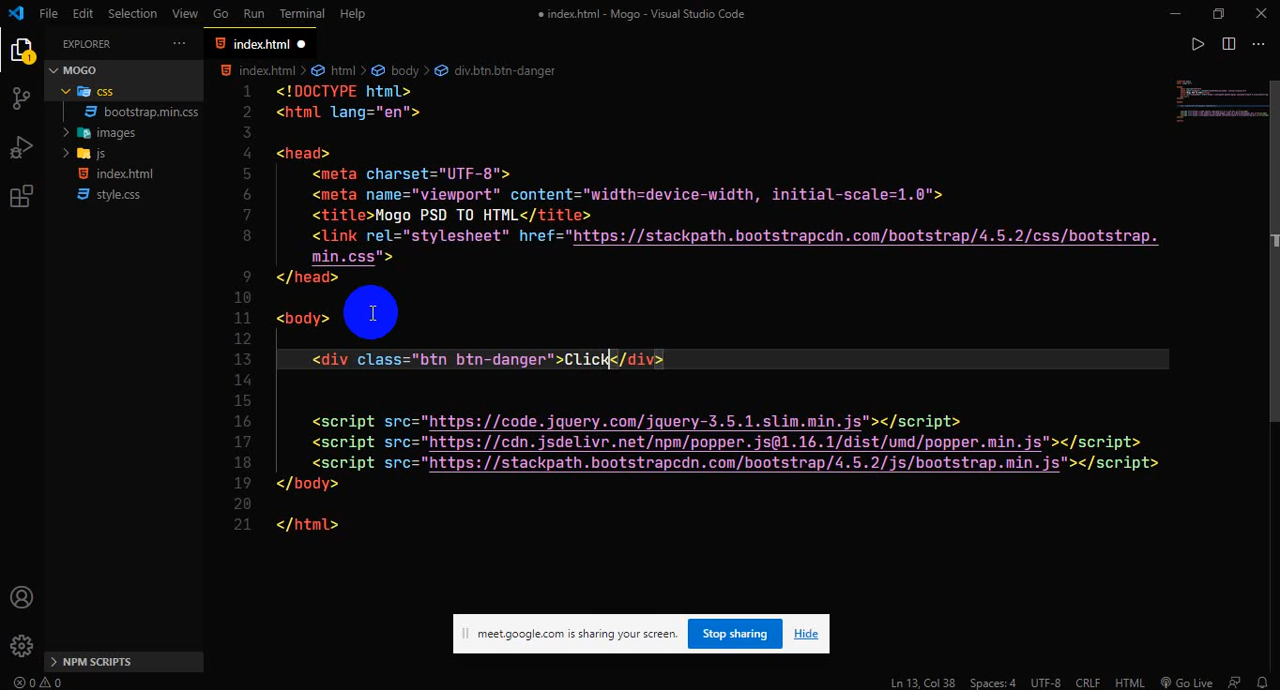 File Edit Selection View Go Run Terminal Help ● index.html - Mogo - Visual Studio Code
EXPLORER ···
index.html ●
1
MOGO
css
bootstrap.min.css
images
js
index.html
style.css
NPM SCRIPTS
index.html > html > body > div.btn.btn-danger
1 <!DOCTYPE html>
2 <html lang="en">
3
4 <head>
5 <meta charset="UTF-8">
6 <meta name="viewport" content="width=device-width, initial-scale=1.0">
7 <title>Mogo PSD TO HTML</title>
8 <link rel="stylesheet" href="https://stackpath.bootstrapcdn.com/bootstrap/4.5.2/css/bootstrap.
min.css">
9 </head>
10
11 <body>
12
13 <div class="btn btn-danger">Click</div>
14
15
16 <script src="https://code.jquery.com/jquery-3.5.1.slim.min.js"></script>
17 <script src="https://cdn.jsdelivr.net/npm/popper.js@1.16.1/dist/umd/popper.min.js"></script>
18 <script src="https://stackpath.bootstrapcdn.com/bootstrap/4.5.2/js/bootstrap.min.js"></script>
19 </body>
20
21 </html>
meet.google.com is sharing your screen. Stop sharing Hide
0 0 Ln 13, Col 38 Spaces: 4 UTF-8 CRLF HTML Go Live